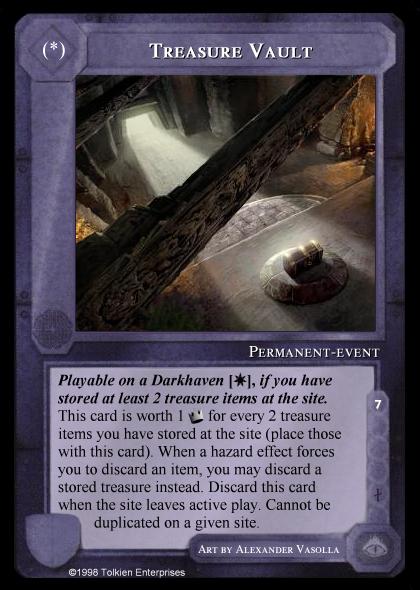 (*)
Treasure Vault
Permanent-event
Playable on a Darkhaven [✷], if you have
stored at least 2 treasure items at the site.
This card is worth 1 for every 2 treasure
items you have stored at the site (place those
with this card). When a hazard effect forces
you to discard an item, you may discard a
stored treasure instead. Discard this card
when the site leaves active play. Cannot be
duplicated on a given site.
7
Art by Alexander Vasolla
©1998 Tolkien Enterprises